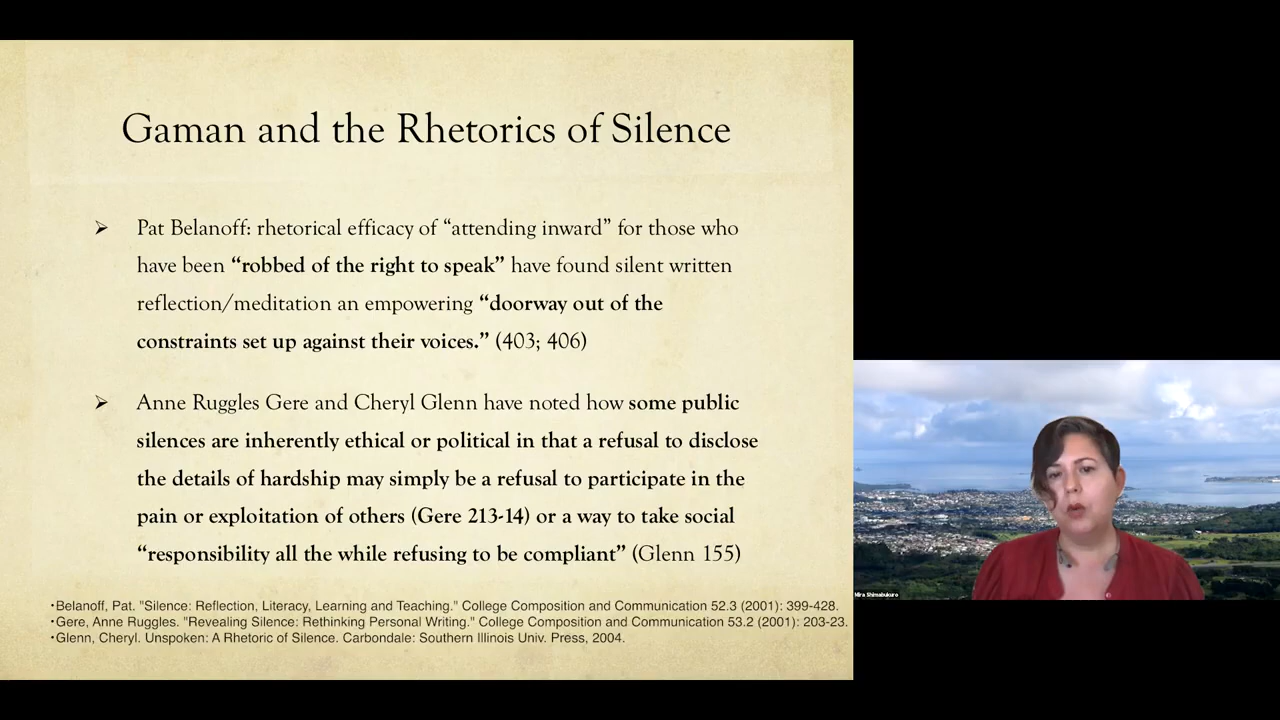 Gaman and the Rhetorics of Silence
➢ Pat Belanoff: rhetorical efficacy of “attending inward” for those who
have been “robbed of the right to speak” have found silent written
reflection/meditation an empowering “doorway out of the
constraints set up against their voices.” (403; 406)
➢ Anne Ruggles Gere and Cheryl Glenn have noted how some public
silences are inherently ethical or political in that a refusal to disclose
the details of hardship may simply be a refusal to participate in the
pain or exploitation of others (Gere 213-14) or a way to take social
“responsibility all the while refusing to be compliant” (Glenn 155)
•Belanoff, Pat. "Silence: Reflection, Literacy, Learning and Teaching." College Composition and Communication 52.3 (2001): 399-428.
•Gere, Anne Ruggles. "Revealing Silence: Rethinking Personal Writing." College Composition and Communication 53.2 (2001): 203-23.
•Glenn, Cheryl. Unspoken: A Rhetoric of Silence. Carbondale: Southern Illinois Univ. Press, 2004.
Mira Shimabukuro